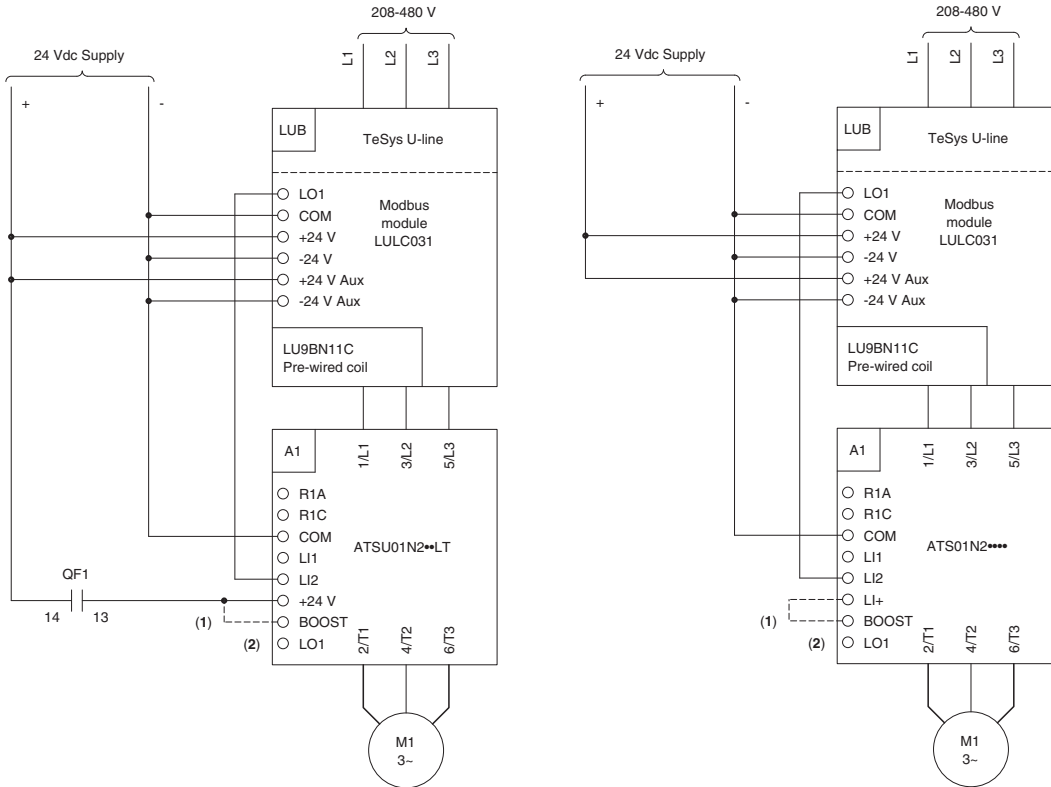 208-480 V
24 Vdc Supply
L1
L2
L3
+
-
LUB
TeSys U-line
LO1
COM
+24 V
-24 V
+24 V Aux
-24 V Aux
Modbus
module
LULC031
LU9BN11C
Pre-wired coil
A1
1/L1
3/L2
5/L3
R1A
R1C
COM
LI1
LI2
+24 V
BOOST
LO1
ATSU01N2••LT
QF1
14
13
(1)
(2)
2/T1
4/T2
6/T3
M1
3~
208-480 V
24 Vdc Supply
L1
L2
L3
+
-
LUB
TeSys U-line
LO1
COM
+24 V
-24 V
+24 V Aux
-24 V Aux
Modbus
module
LULC031
LU9BN11C
Pre-wired coil
A1
1/L1
3/L2
5/L3
R1A
R1C
COM
LI1
LI2
LI+
BOOST
LO1
ATS01N2••••
(1)
(2)
2/T1
4/T2
6/T3
M1
3~